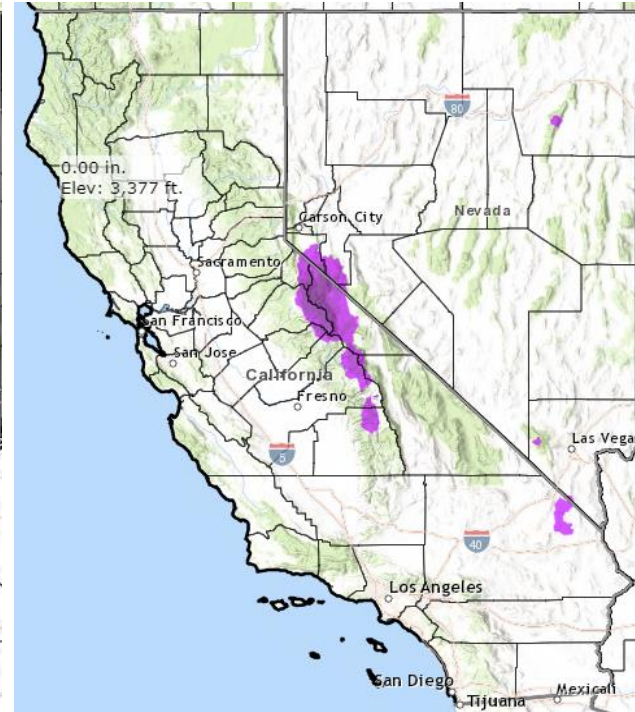 80
0.00 in.
Elev: 3,377 ft.
Carson City
Nevada
Sacramento
San Francisco
San Jose
California
Fresno
5
Las Vega
40
Los Angeles
San Diego
Mexicali
Tijuana